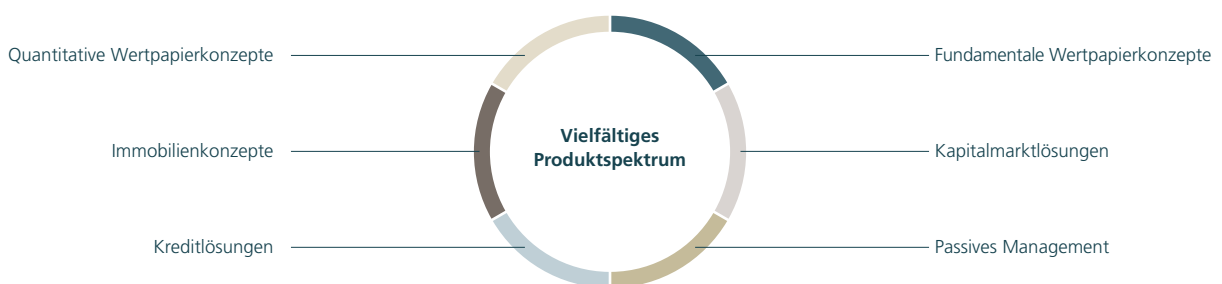 Quantitative Wertpapierkonzepte
Fundamentale Wertpapierkonzepte
Immobilienkonzepte
Vielfältiges
Produktspektrum
Kapitalmarktlösungen
Kreditlösungen
Passives Management